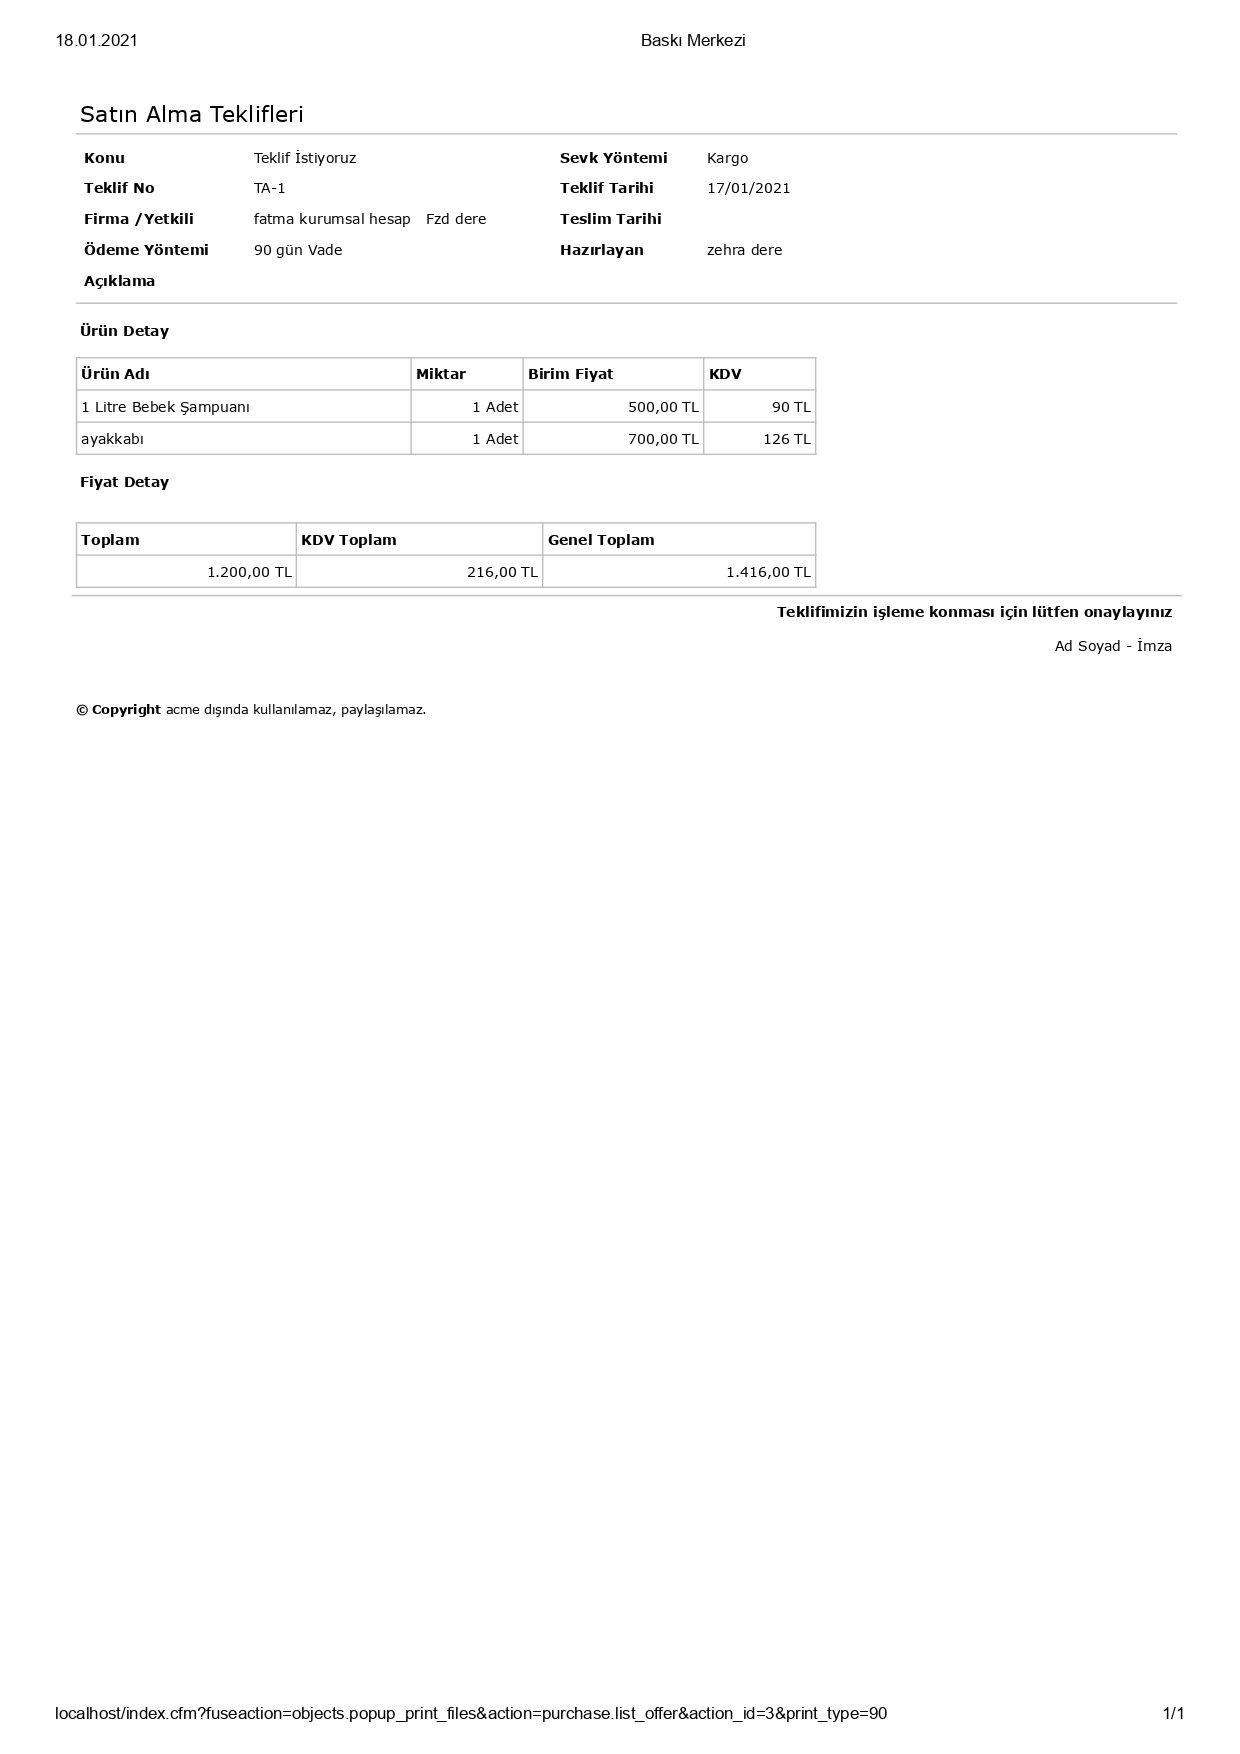 18.01.2021 Baskı Merkezi
Satın Alma Teklifleri
Konu Teklif İstiyoruz Sevk Yöntemi Kargo
Teklif No TA-1 Teklif Tarihi 17/01/2021
Firma /Yetkili fatma kurumsal hesap Fzd dere Teslim Tarihi
Ödeme Yöntemi 90 gün Vade Hazırlayan zehra dere
Açıklama
Ürün Detay
Ürün Adı Miktar Birim Fiyat KDV
1 Litre Bebek Şampuanı 1 Adet 500,00 TL 90 TL
ayakkabı 1 Adet 700,00 TL 126 TL
Fiyat Detay
Toplam KDV Toplam Genel Toplam
1.200,00 TL 216,00 TL 1.416,00 TL
Teklifimizin işleme konması için lütfen onaylayınız
Ad Soyad - İmza
© Copyright acme dışında kullanılamaz, paylaşılamaz.
localhost/index.cfm?fuseaction=objects.popup_print_files&action=purchase.list_offer&action_id=3&print_type=90 1/1